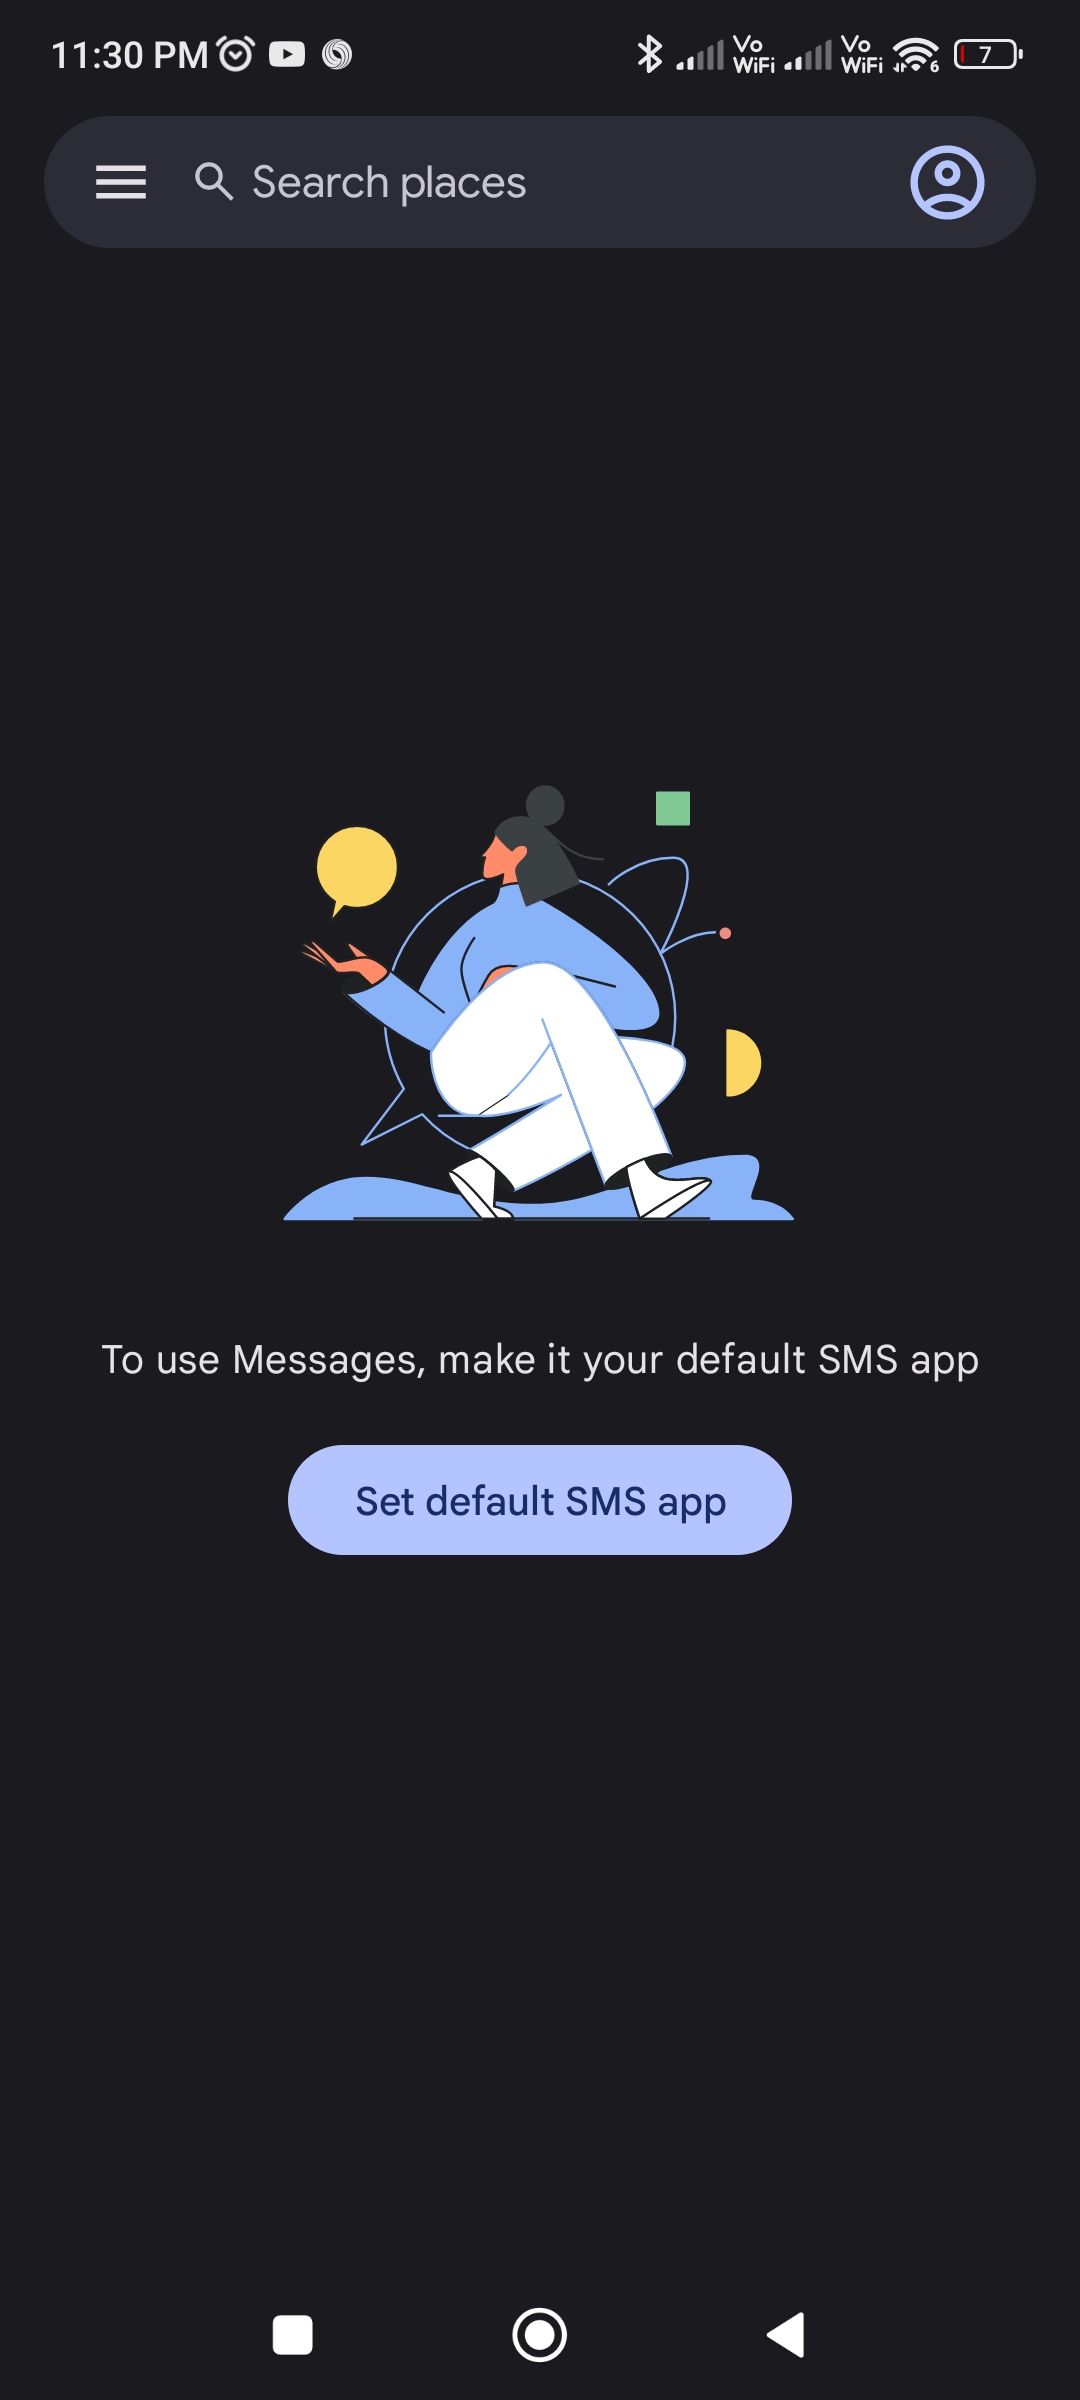 11:30 PM
Vo WiFi Vo WiFi 6 7
Search places
To use Messages, make it your default SMS app
Set default SMS app